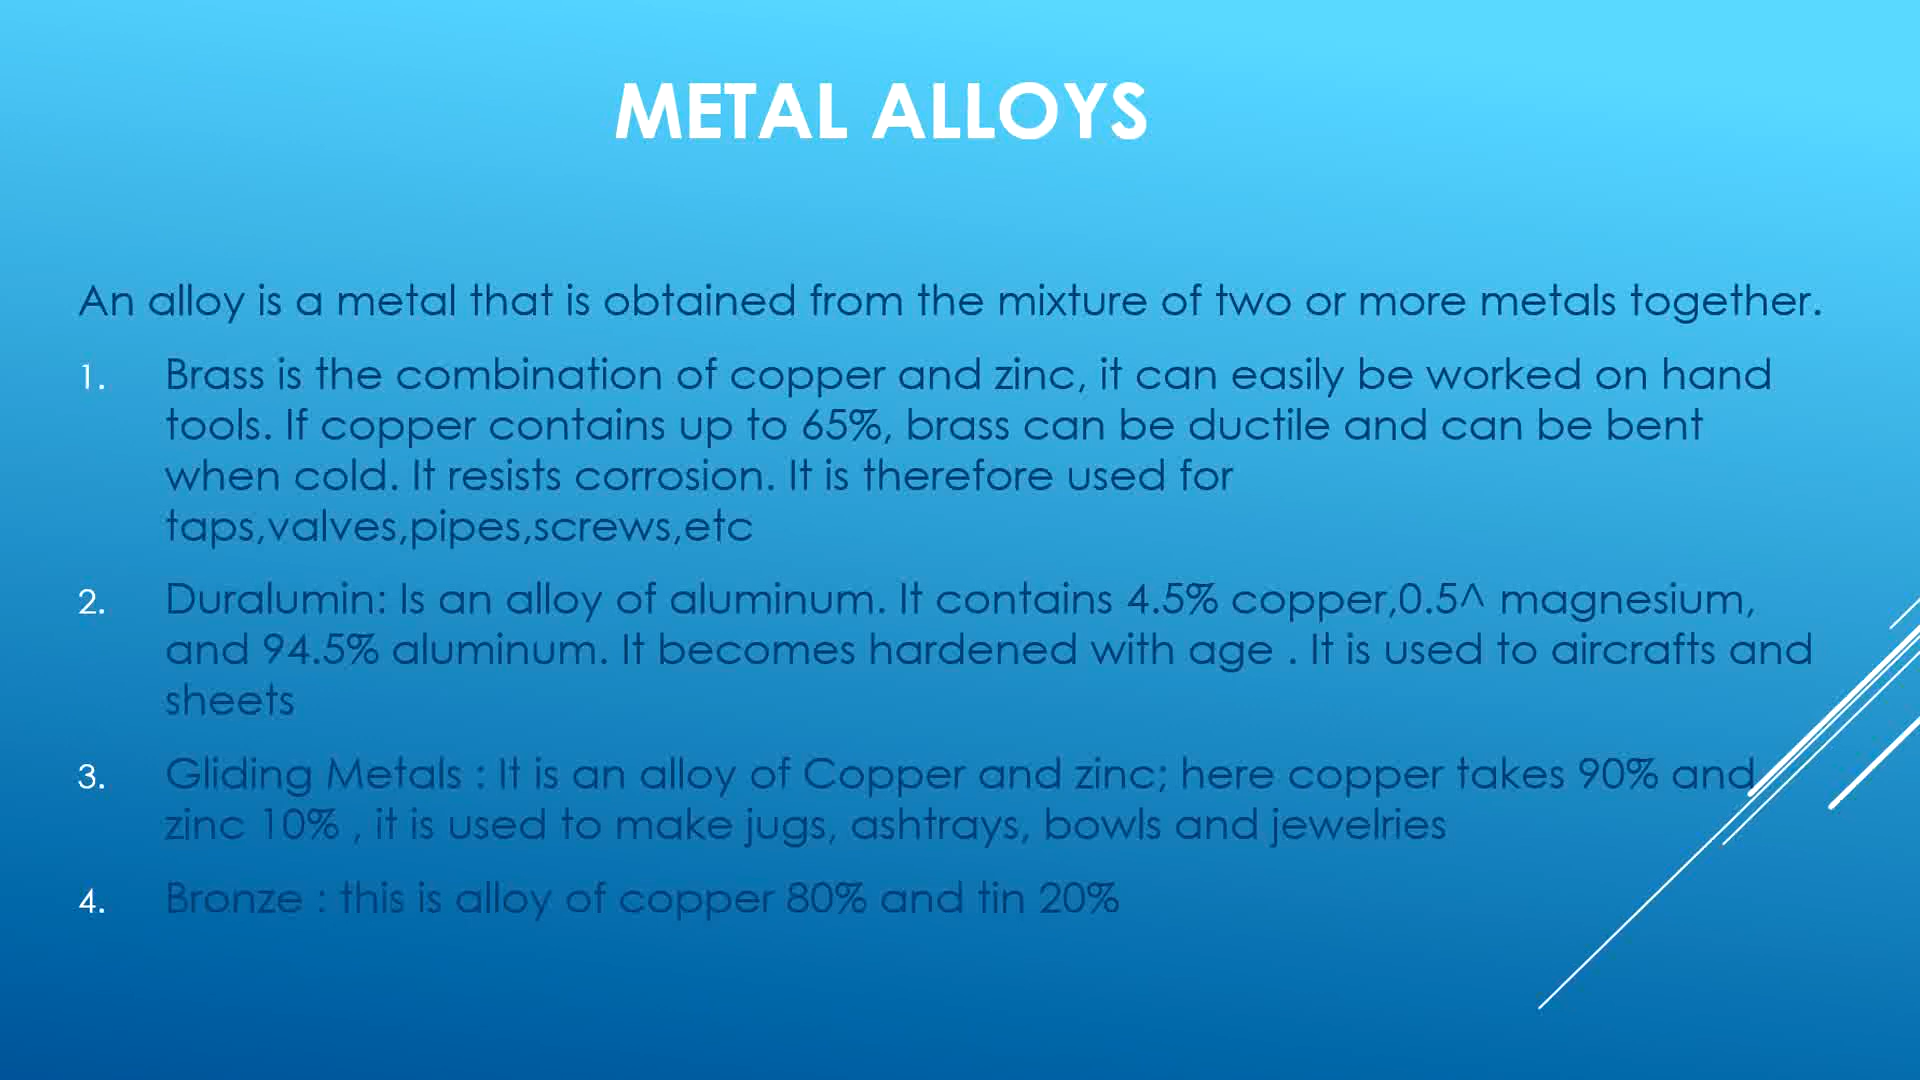 METAL ALLOYS
An alloy is a metal that is obtained from the mixture of two or more metals together.
1. Brass is the combination of copper and zinc, it can easily be worked on hand
tools. If copper contains up to 65%, brass can be ductile and can be bent
when cold. It resists corrosion. It is therefore used for
taps,valves,pipes,screws,etc
2. Duralumin: Is an alloy of aluminum. It contains 4.5% copper,0.5^ magnesium,
and 94.5% aluminum. It becomes hardened with age . It is used to aircrafts and
sheets
3. Gliding Metals : It is an alloy of Copper and zinc; here copper takes 90% and
zinc 10% , it is used to make jugs, ashtrays, bowls and jewelries
4. Bronze : this is alloy of copper 80% and tin 20%